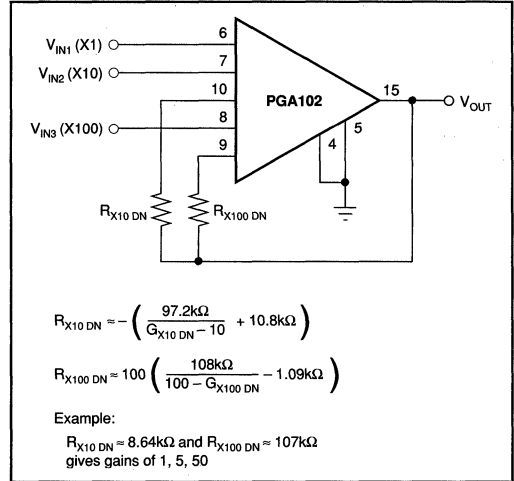 V_IN1 (X1)
6
V_IN2 (X10)
7
10
PGA102
15
V_OUT
V_IN3 (X100)
8
5
4
9
R_X10 DN
R_X100 DN
R_X10 DN ≈ – ( 97.2kΩ / G_X10 DN – 10 + 10.8kΩ )
R_X100 DN ≈ 100 ( 108kΩ / 100 – G_X100 DN – 1.09kΩ )
Example:
R_X10 DN ≈ 8.64kΩ and R_X100 DN ≈ 107kΩ
gives gains of 1, 5, 50